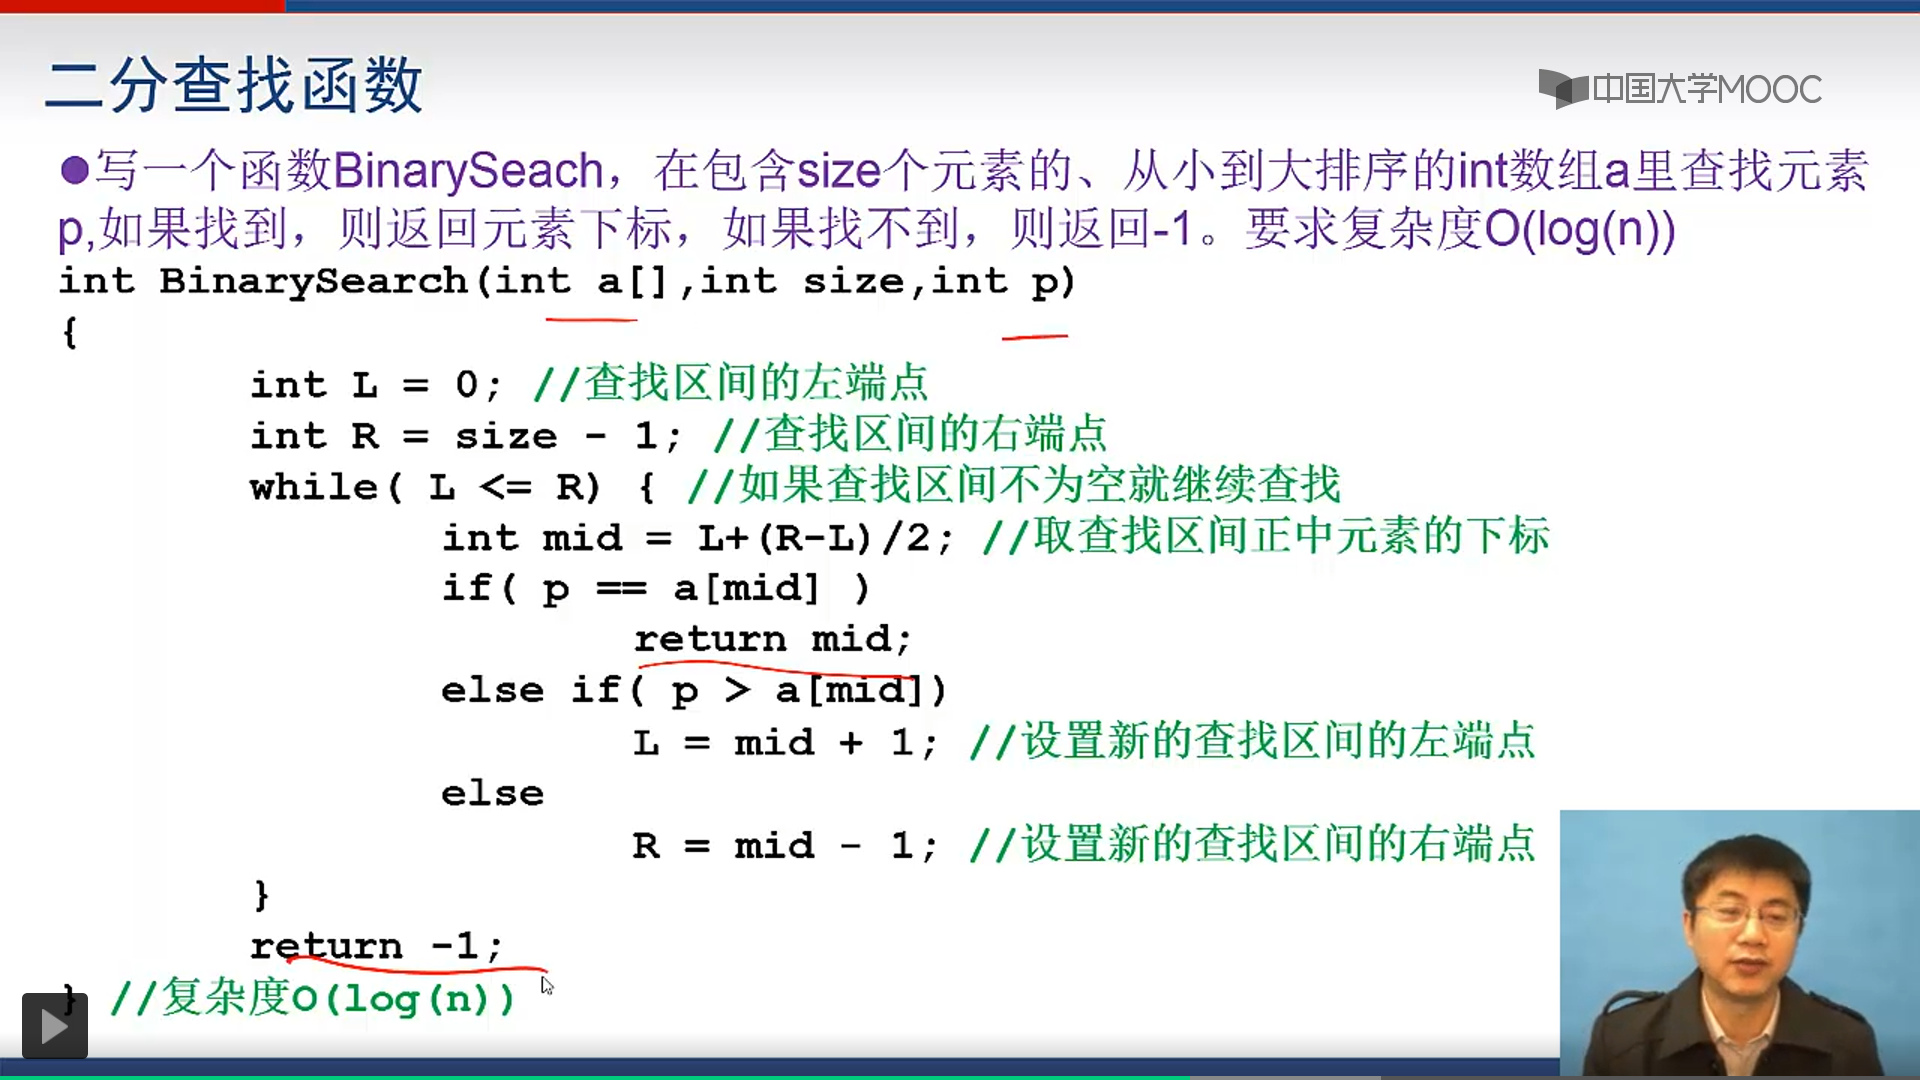 二分查找函数
中国大学MOOC
●写一个函数BinarySeach，在包含size个元素的、从小到大排序的int数组a里查找元素
p,如果找到，则返回元素下标，如果找不到，则返回-1。要求复杂度O(log(n))
int BinarySearch(int a[],int size,int p)
{
int L = 0; //查找区间的左端点
int R = size - 1; //查找区间的右端点
while( L <= R) { //如果查找区间不为空就继续查找
int mid = L+(R-L)/2; //取查找区间正中元素的下标
if( p == a[mid] )
return mid;
else if( p > a[mid])
L = mid + 1; //设置新的查找区间的左端点
else
R = mid - 1; //设置新的查找区间的右端点
}
return -1;
} //复杂度O(log(n))